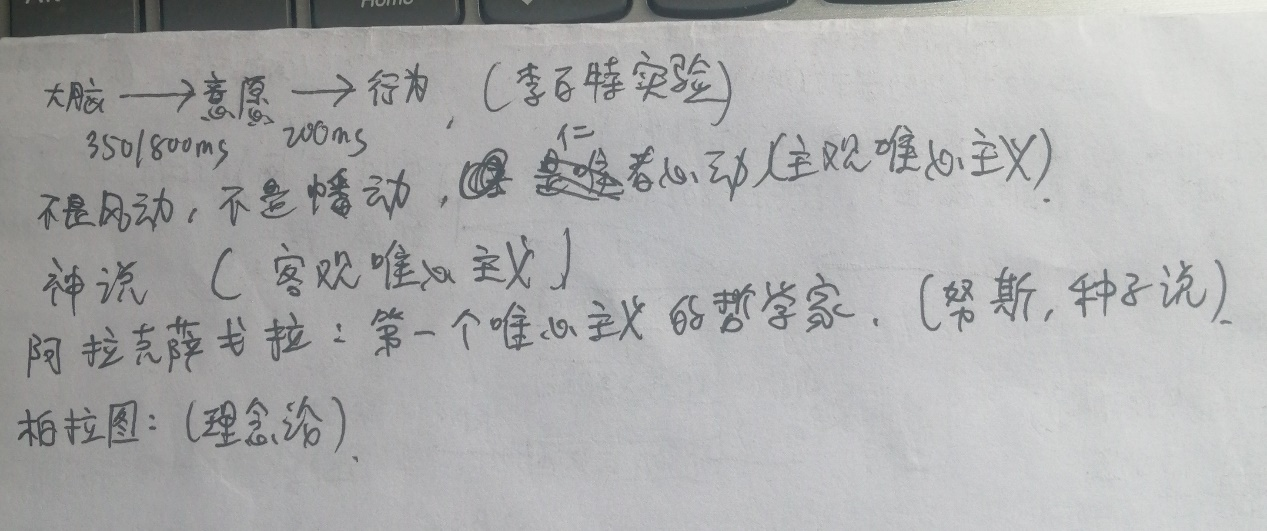 Home
大脑 → 意愿 → 行为, (李百特实验)
350/800ms 200ms
不是风动, 不是幡动, 仁者心动 (主观唯心主义).
神说 (客观唯心主义)
阿拉克萨戈拉: 第一个唯心主义的哲学家. (努斯, 种子说).
柏拉图: (理念论).